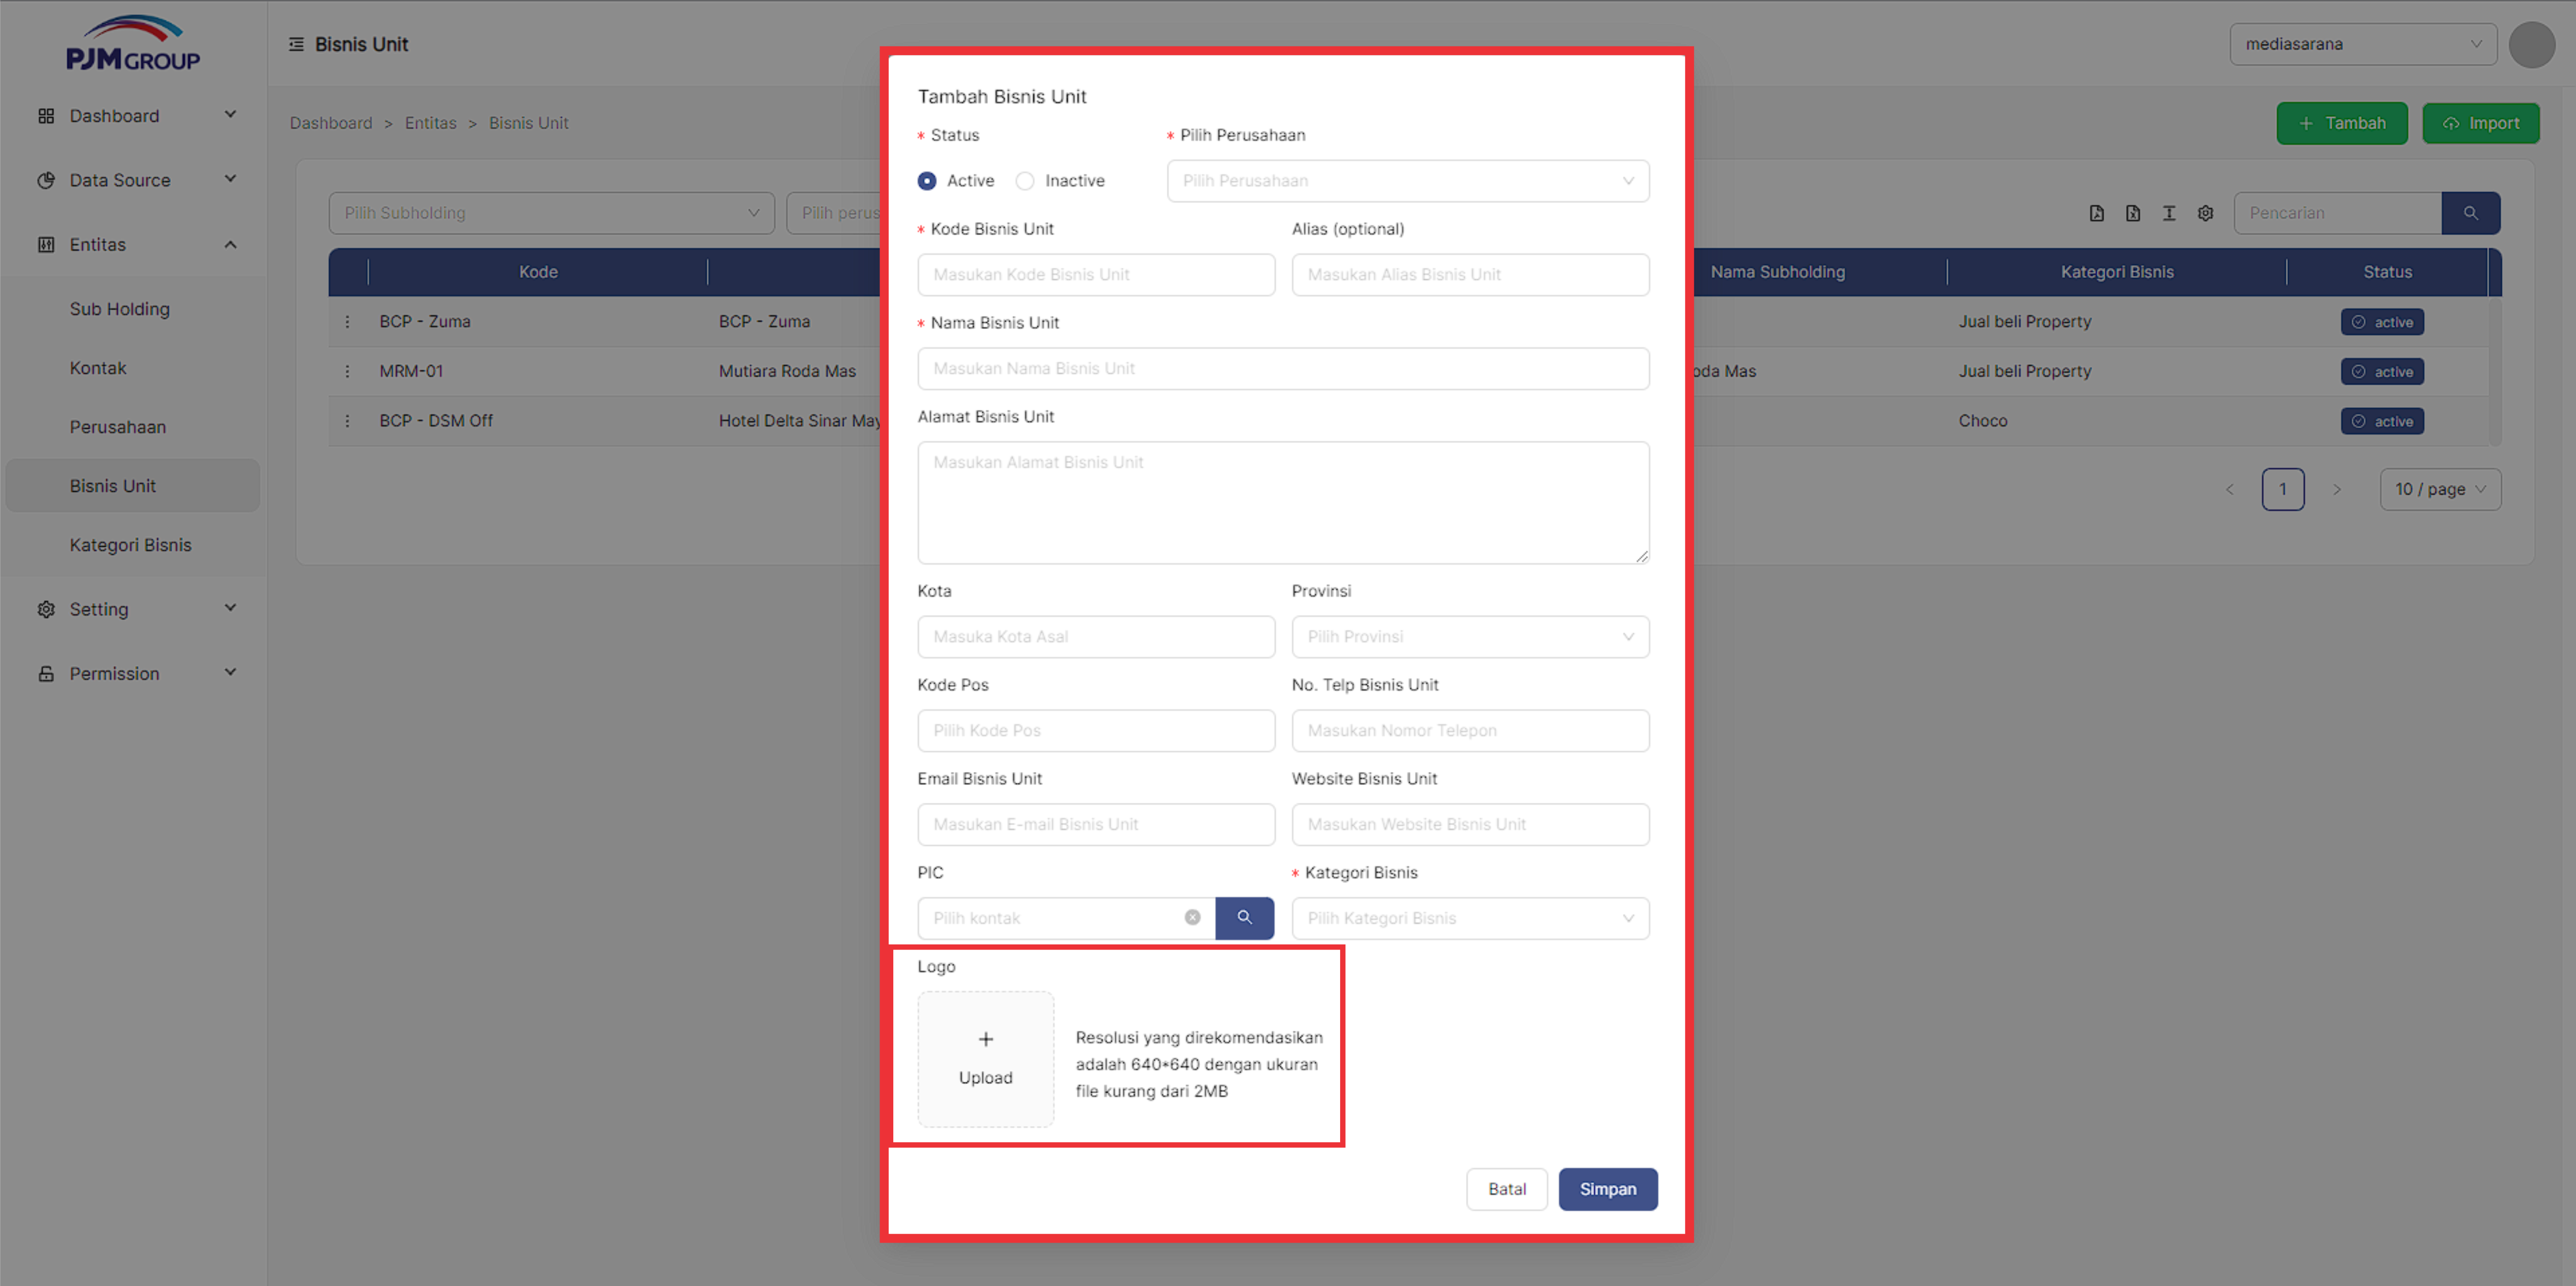 PJMGROUP
Bisnis Unit
mediasarana
Dashboard
Data Source
Entitas
Sub Holding
Kontak
Perusahaan
Bisnis Unit
Kategori Bisnis
Setting
Permission
Dashboard > Entitas > Bisnis Unit
+ Tambah
Import
Pilih Subholding
Pilih perus
Pencarian
Kode
Nama Subholding
Kategori Bisnis
Status
BCP - Zuma
BCP - Zuma
Jual beli Property
active
MRM-01
Mutiara Roda Mas
oda Mas
Jual beli Property
active
BCP - DSM Off
Hotel Delta Sinar May
Choco
active
< 1 >
10 / page
Tambah Bisnis Unit
* Status
* Pilih Perusahaan
Active
Inactive
Pilih Perusahaan
* Kode Bisnis Unit
Alias (optional)
Masukan Kode Bisnis Unit
Masukan Alias Bisnis Unit
* Nama Bisnis Unit
Masukan Nama Bisnis Unit
Alamat Bisnis Unit
Masukan Alamat Bisnis Unit
Kota
Provinsi
Masuka Kota Asal
Pilih Provinsi
Kode Pos
No. Telp Bisnis Unit
Pilih Kode Pos
Masukan Nomor Telepon
Email Bisnis Unit
Website Bisnis Unit
Masukan E-mail Bisnis Unit
Masukan Website Bisnis Unit
PIC
* Kategori Bisnis
Pilih kontak
Pilih Kategori Bisnis
Logo
+
Upload
Resolusi yang direkomendasikan
adalah 640*640 dengan ukuran
file kurang dari 2MB
Batal
Simpan